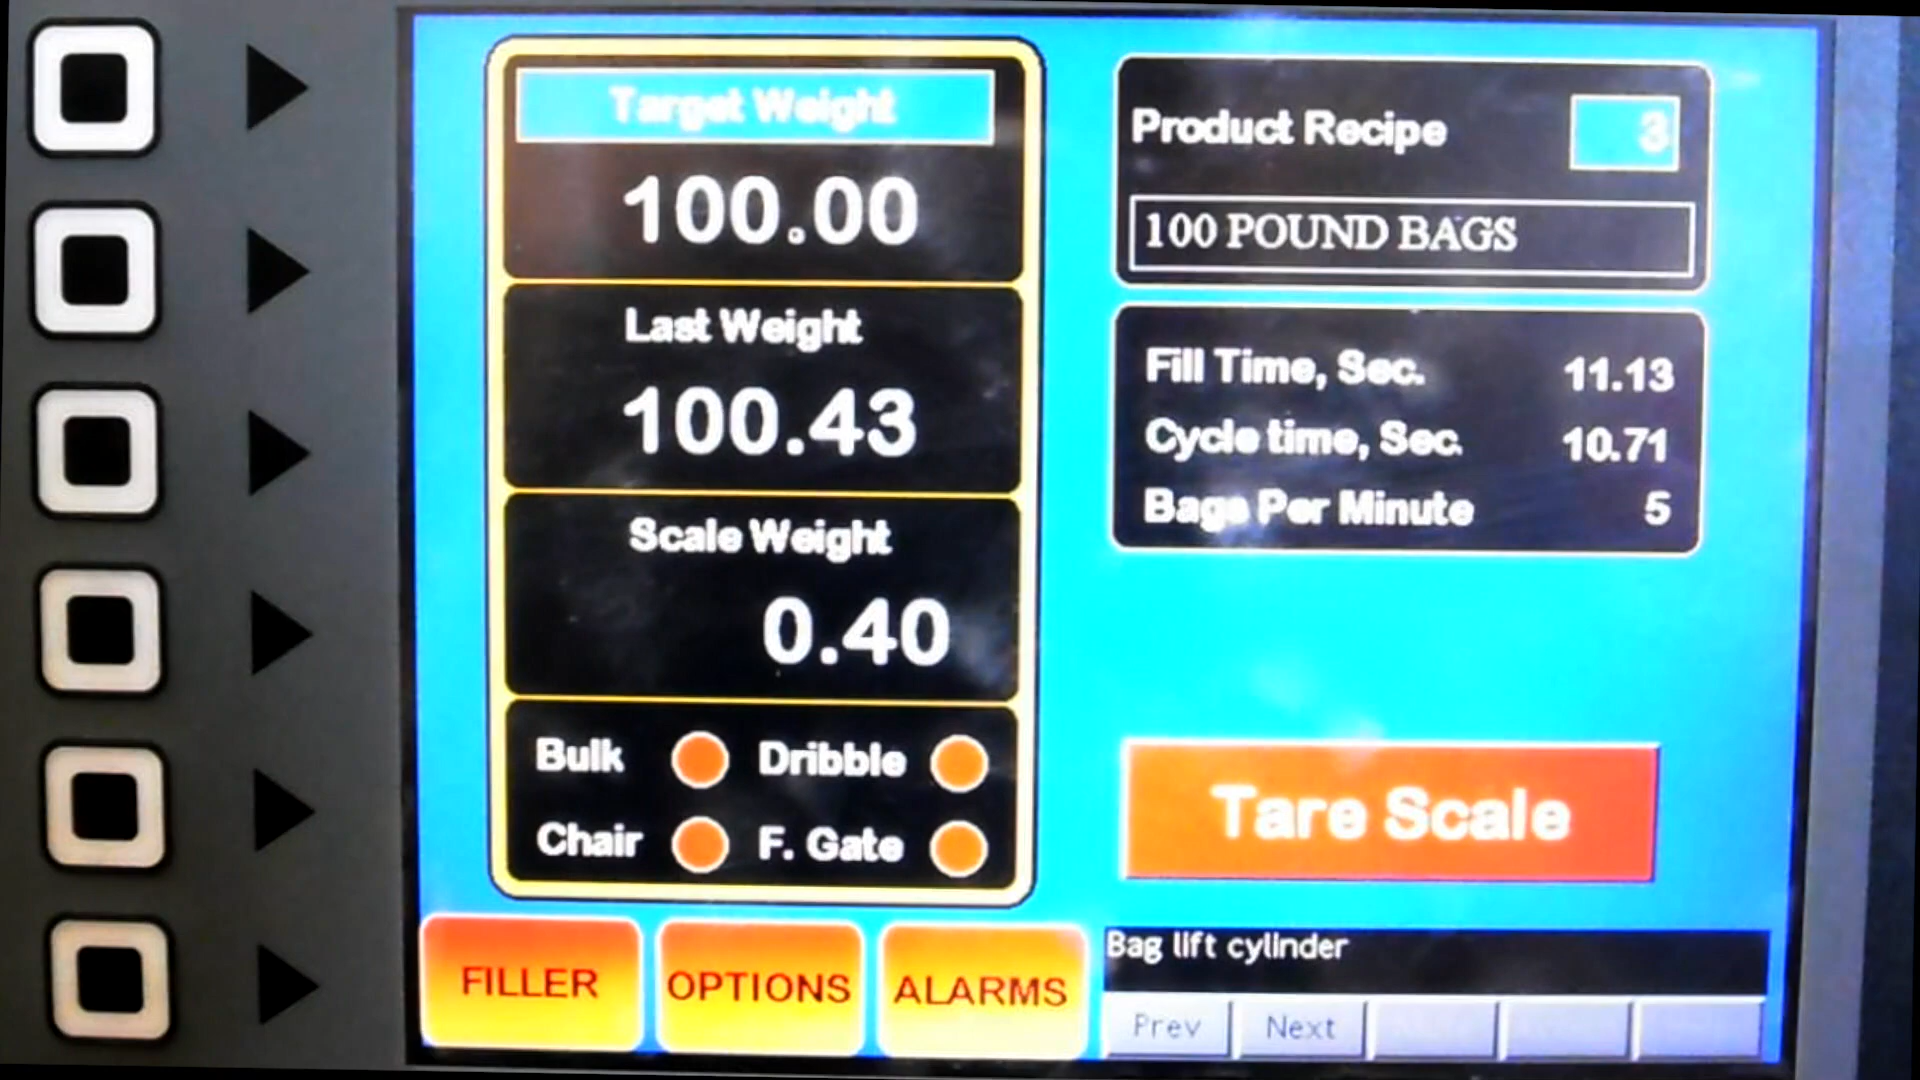 Target Weight
100.00
Last Weight
100.43
Scale Weight
0.40
Bulk
Dribble
Chair
F. Gate
Product Recipe
3
100 POUND BAGS
Fill Time, Sec.
11.13
Cycle time, Sec.
10.71
Bags Per Minute
5
Tare Scale
FILLER
OPTIONS
ALARMS
Bag lift cylinder
Prev
Next